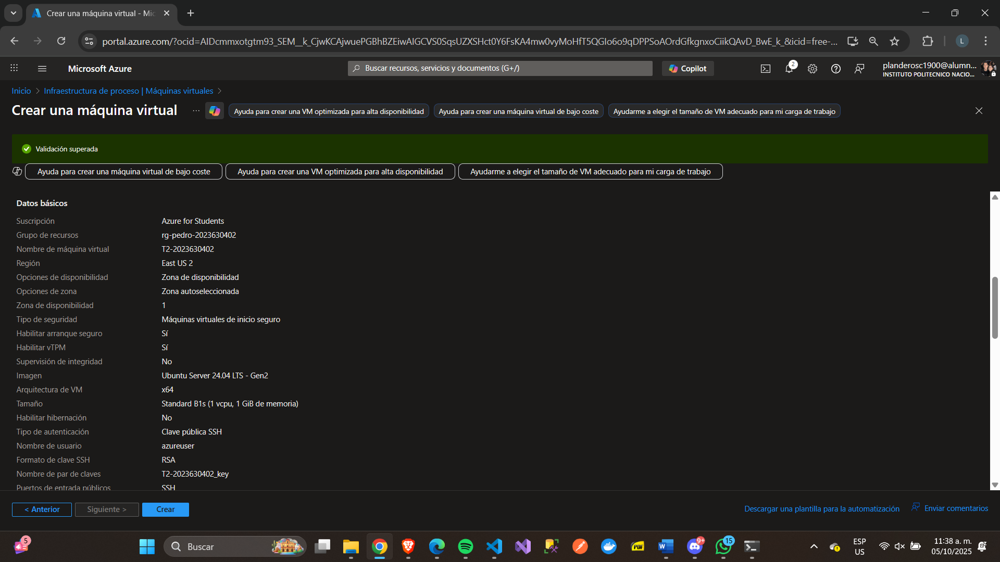 Crear una máquina virtual - Mic
portal.azure.com/?ocid=AIDcmmxotgtm93_SEM__k_CjwKCAjwuePGBhBZEiwAIGCVS0SqsUZXSHct0Y6FsKA4mw0vyMoHfT5QGIo6o9qDPPSoAOrdGfkgnxoCiikQAvD_BwE_k_&icid=free-...
L
Microsoft Azure
Buscar recursos, servicios y documentos (G+/)
Copilot
2
planderosc1900@alumn...
INSTITUTO POLITECNICO NACIO...
Inicio > Infraestructura de proceso | Máquinas virtuales >
Crear una máquina virtual ...
Ayuda para crear una VM optimizada para alta disponibilidad
Ayuda para crear una máquina virtual de bajo coste
Ayudarme a elegir el tamaño de VM adecuado para mi carga de trabajo
Validación superada
Ayuda para crear una máquina virtual de bajo coste
Ayuda para crear una VM optimizada para alta disponibilidad
Ayudarme a elegir el tamaño de VM adecuado para mi carga de trabajo
Datos básicos
Suscripción Azure for Students
Grupo de recursos rg-pedro-2023630402
Nombre de máquina virtual T2-2023630402
Región East US 2
Opciones de disponibilidad Zona de disponibilidad
Opciones de zona Zona autoseleccionada
Zona de disponibilidad 1
Tipo de seguridad Máquinas virtuales de inicio seguro
Habilitar arranque seguro Sí
Habilitar vTPM Sí
Supervisión de integridad No
Imagen Ubuntu Server 24.04 LTS - Gen2
Arquitectura de VM x64
Tamaño Standard B1s (1 vcpu, 1 GiB de memoria)
Habilitar hibernación No
Tipo de autenticación Clave pública SSH
Nombre de usuario azureuser
Formato de clave SSH RSA
Nombre de par de claves T2-2023630402_key
Puertos de entrada públicos SSH
< Anterior
Siguiente >
Crear
Descargar una plantilla para la automatización
Enviar comentarios
5
Buscar
PDF
W
9+
15
ESP
US
11:38 a. m.
05/10/2025